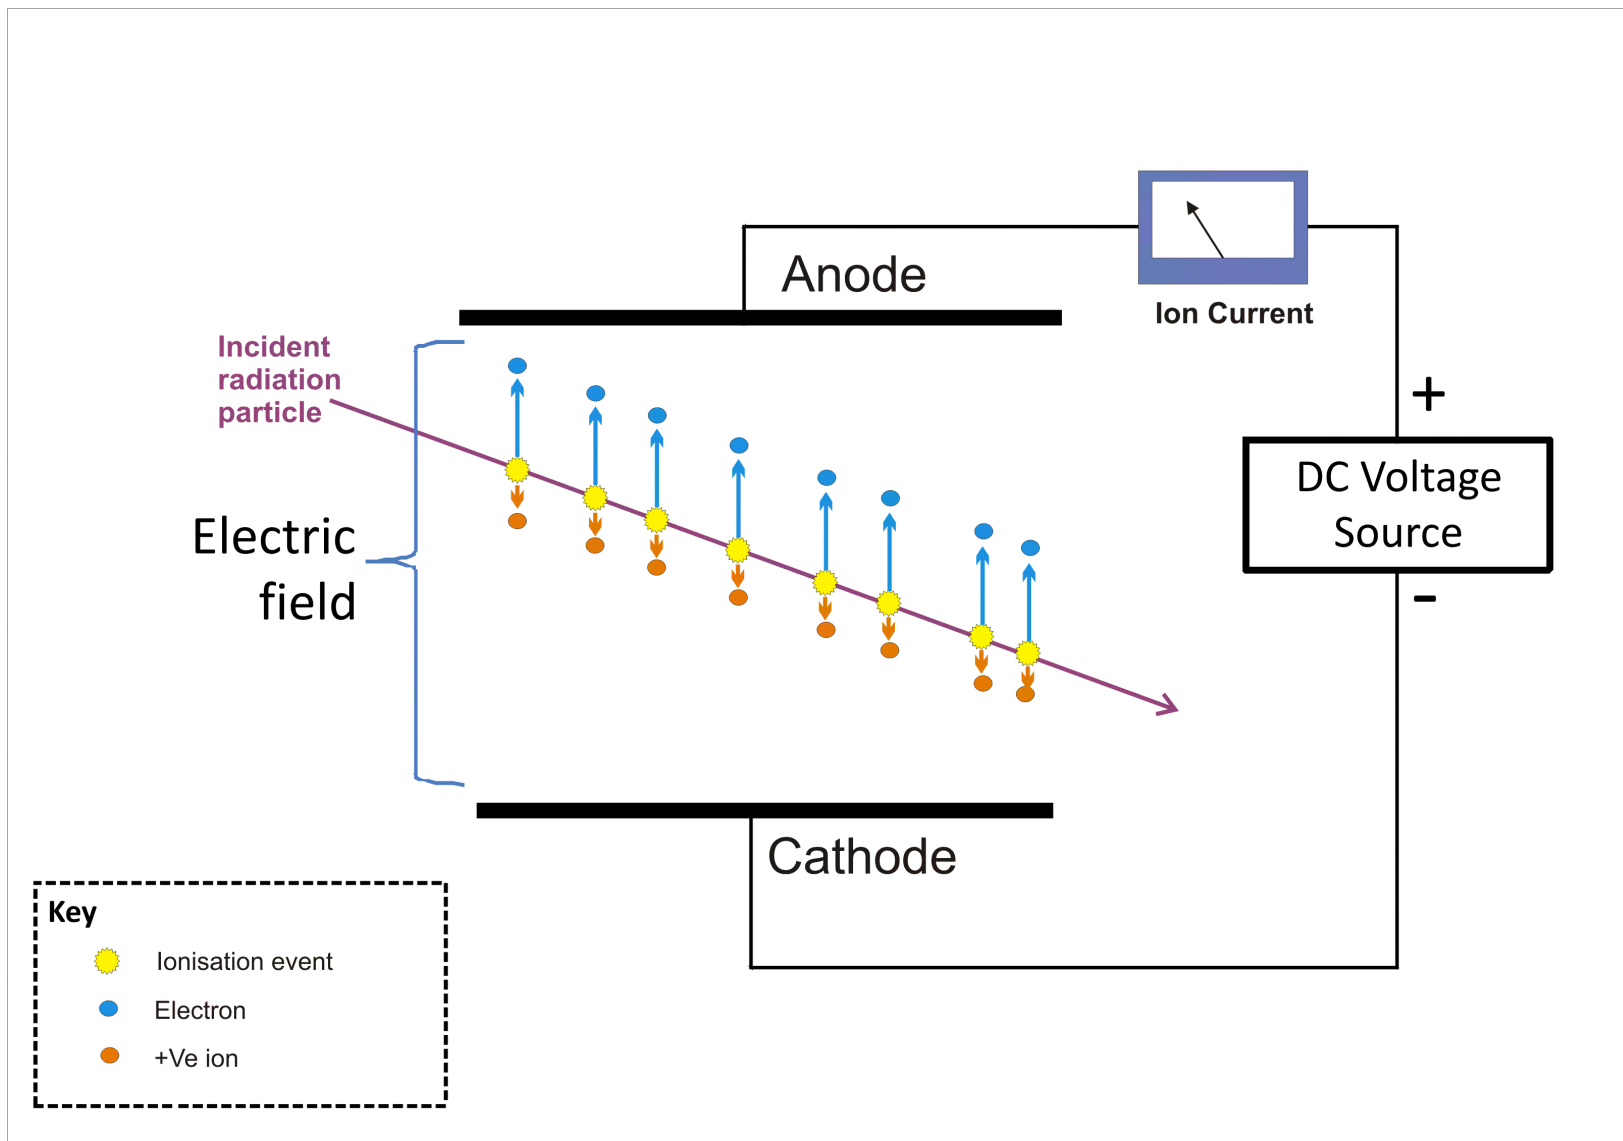 Anode
Ion Current
Incident
radiation
particle
+
DC Voltage
Source
-
Electric
field
Cathode
Key
Ionisation event
Electron
+Ve ion